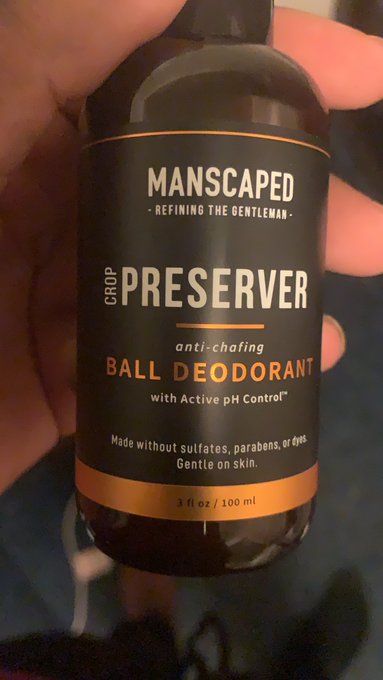 MANSCAPED
- REFINING THE GENTLEMAN -
CROP
PRESERVER
anti-chafing
BALL DEODORANT
with Active pH Control™
Made without sulfates, parabens, or dyes.
Gentle on skin.
3 fl oz / 100 ml